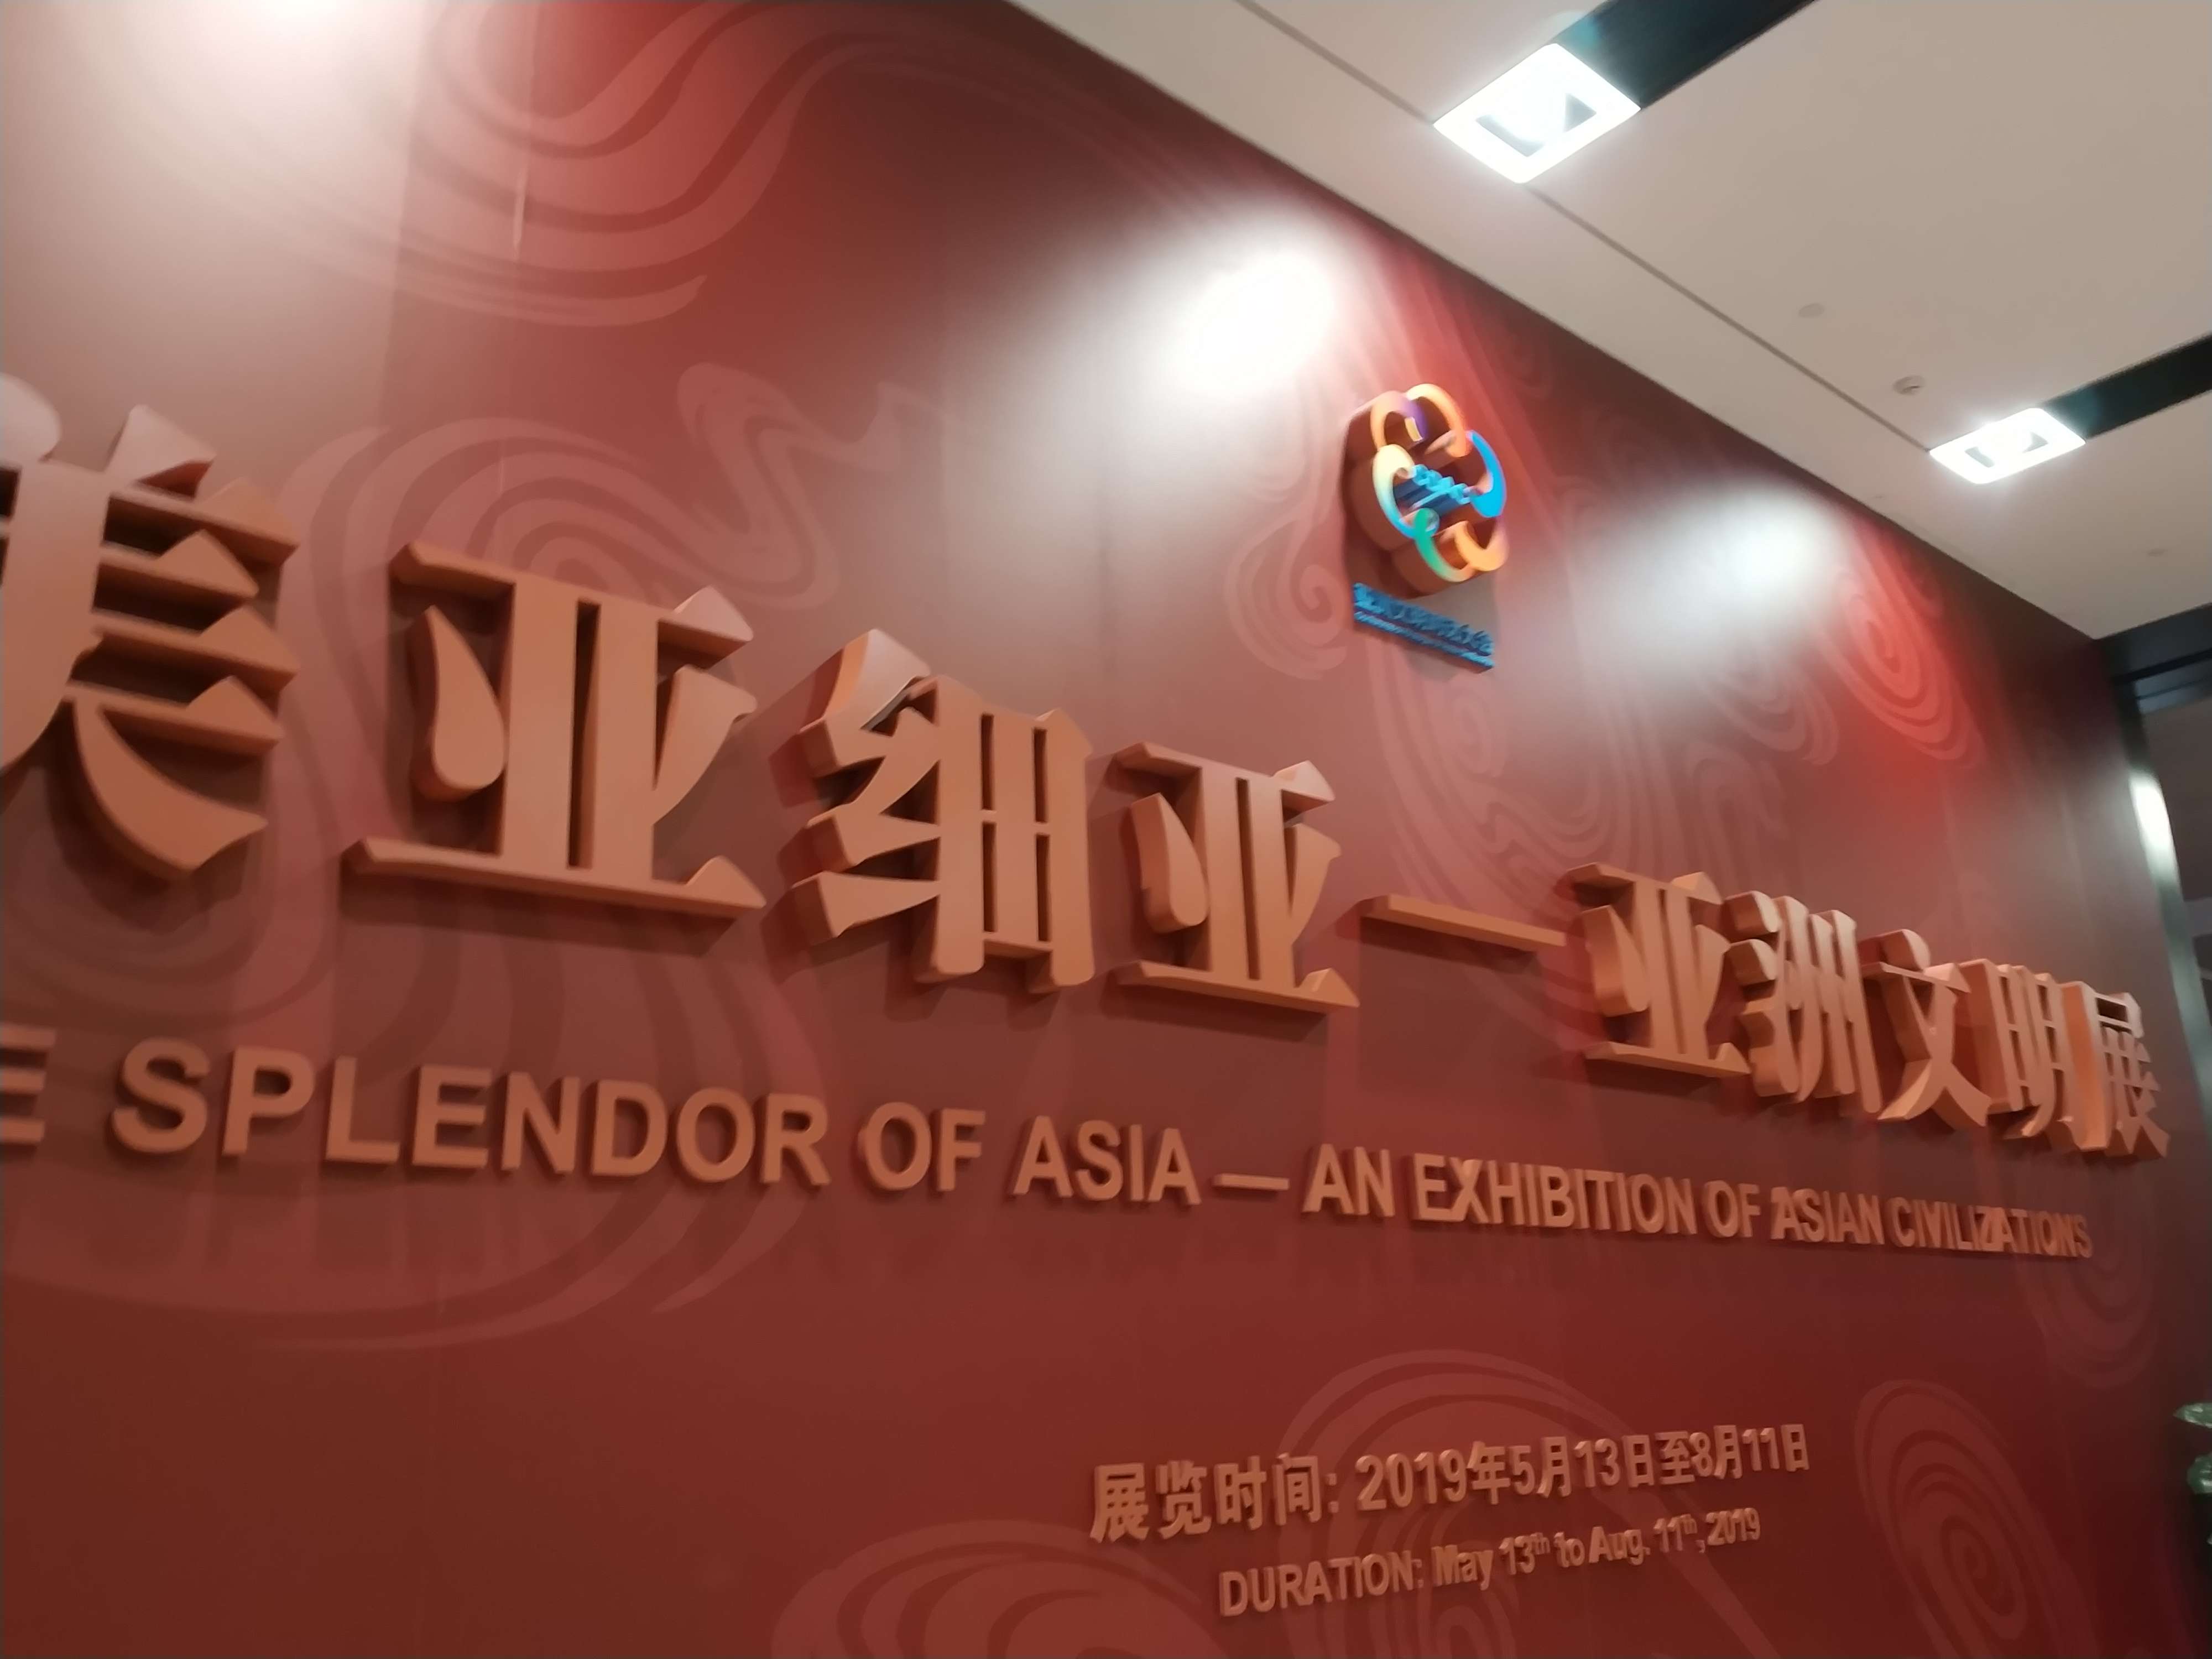 美亚细亚—亚洲文明展
SPLENDOR OF ASIA — AN EXHIBITION OF ASIAN CIVILIZATIONS
展览时间: 2019年5月13日至8月11日
DURATION: May 13th to Aug. 11th, 2019